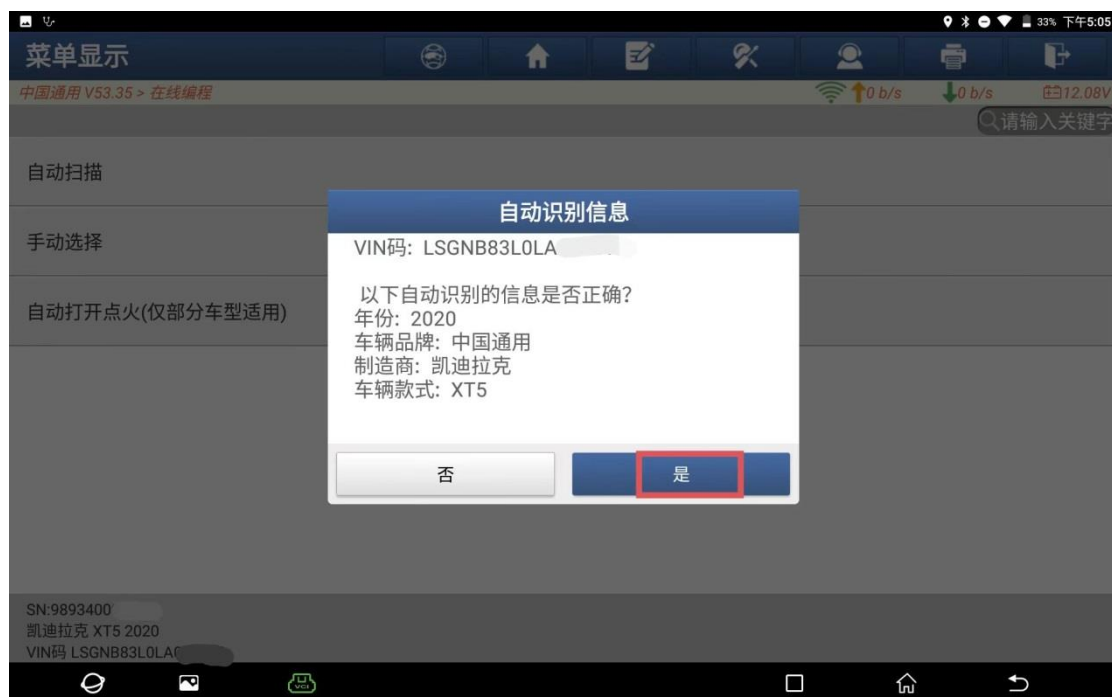 33% 下午5:05
菜单显示
中国通用 V53.35 > 在线编程
0 b/s 0 b/s 12.08V
请输入关键字
自动扫描
手动选择
自动打开点火(仅部分车型适用)
自动识别信息
VIN码: LSGNB83L0LA
以下自动识别的信息是否正确?
年份: 2020
车辆品牌: 中国通用
制造商: 凯迪拉克
车辆款式: XT5
否 是
SN:9893400
凯迪拉克 XT5 2020
VIN码 LSGNB83L0LA
VCI